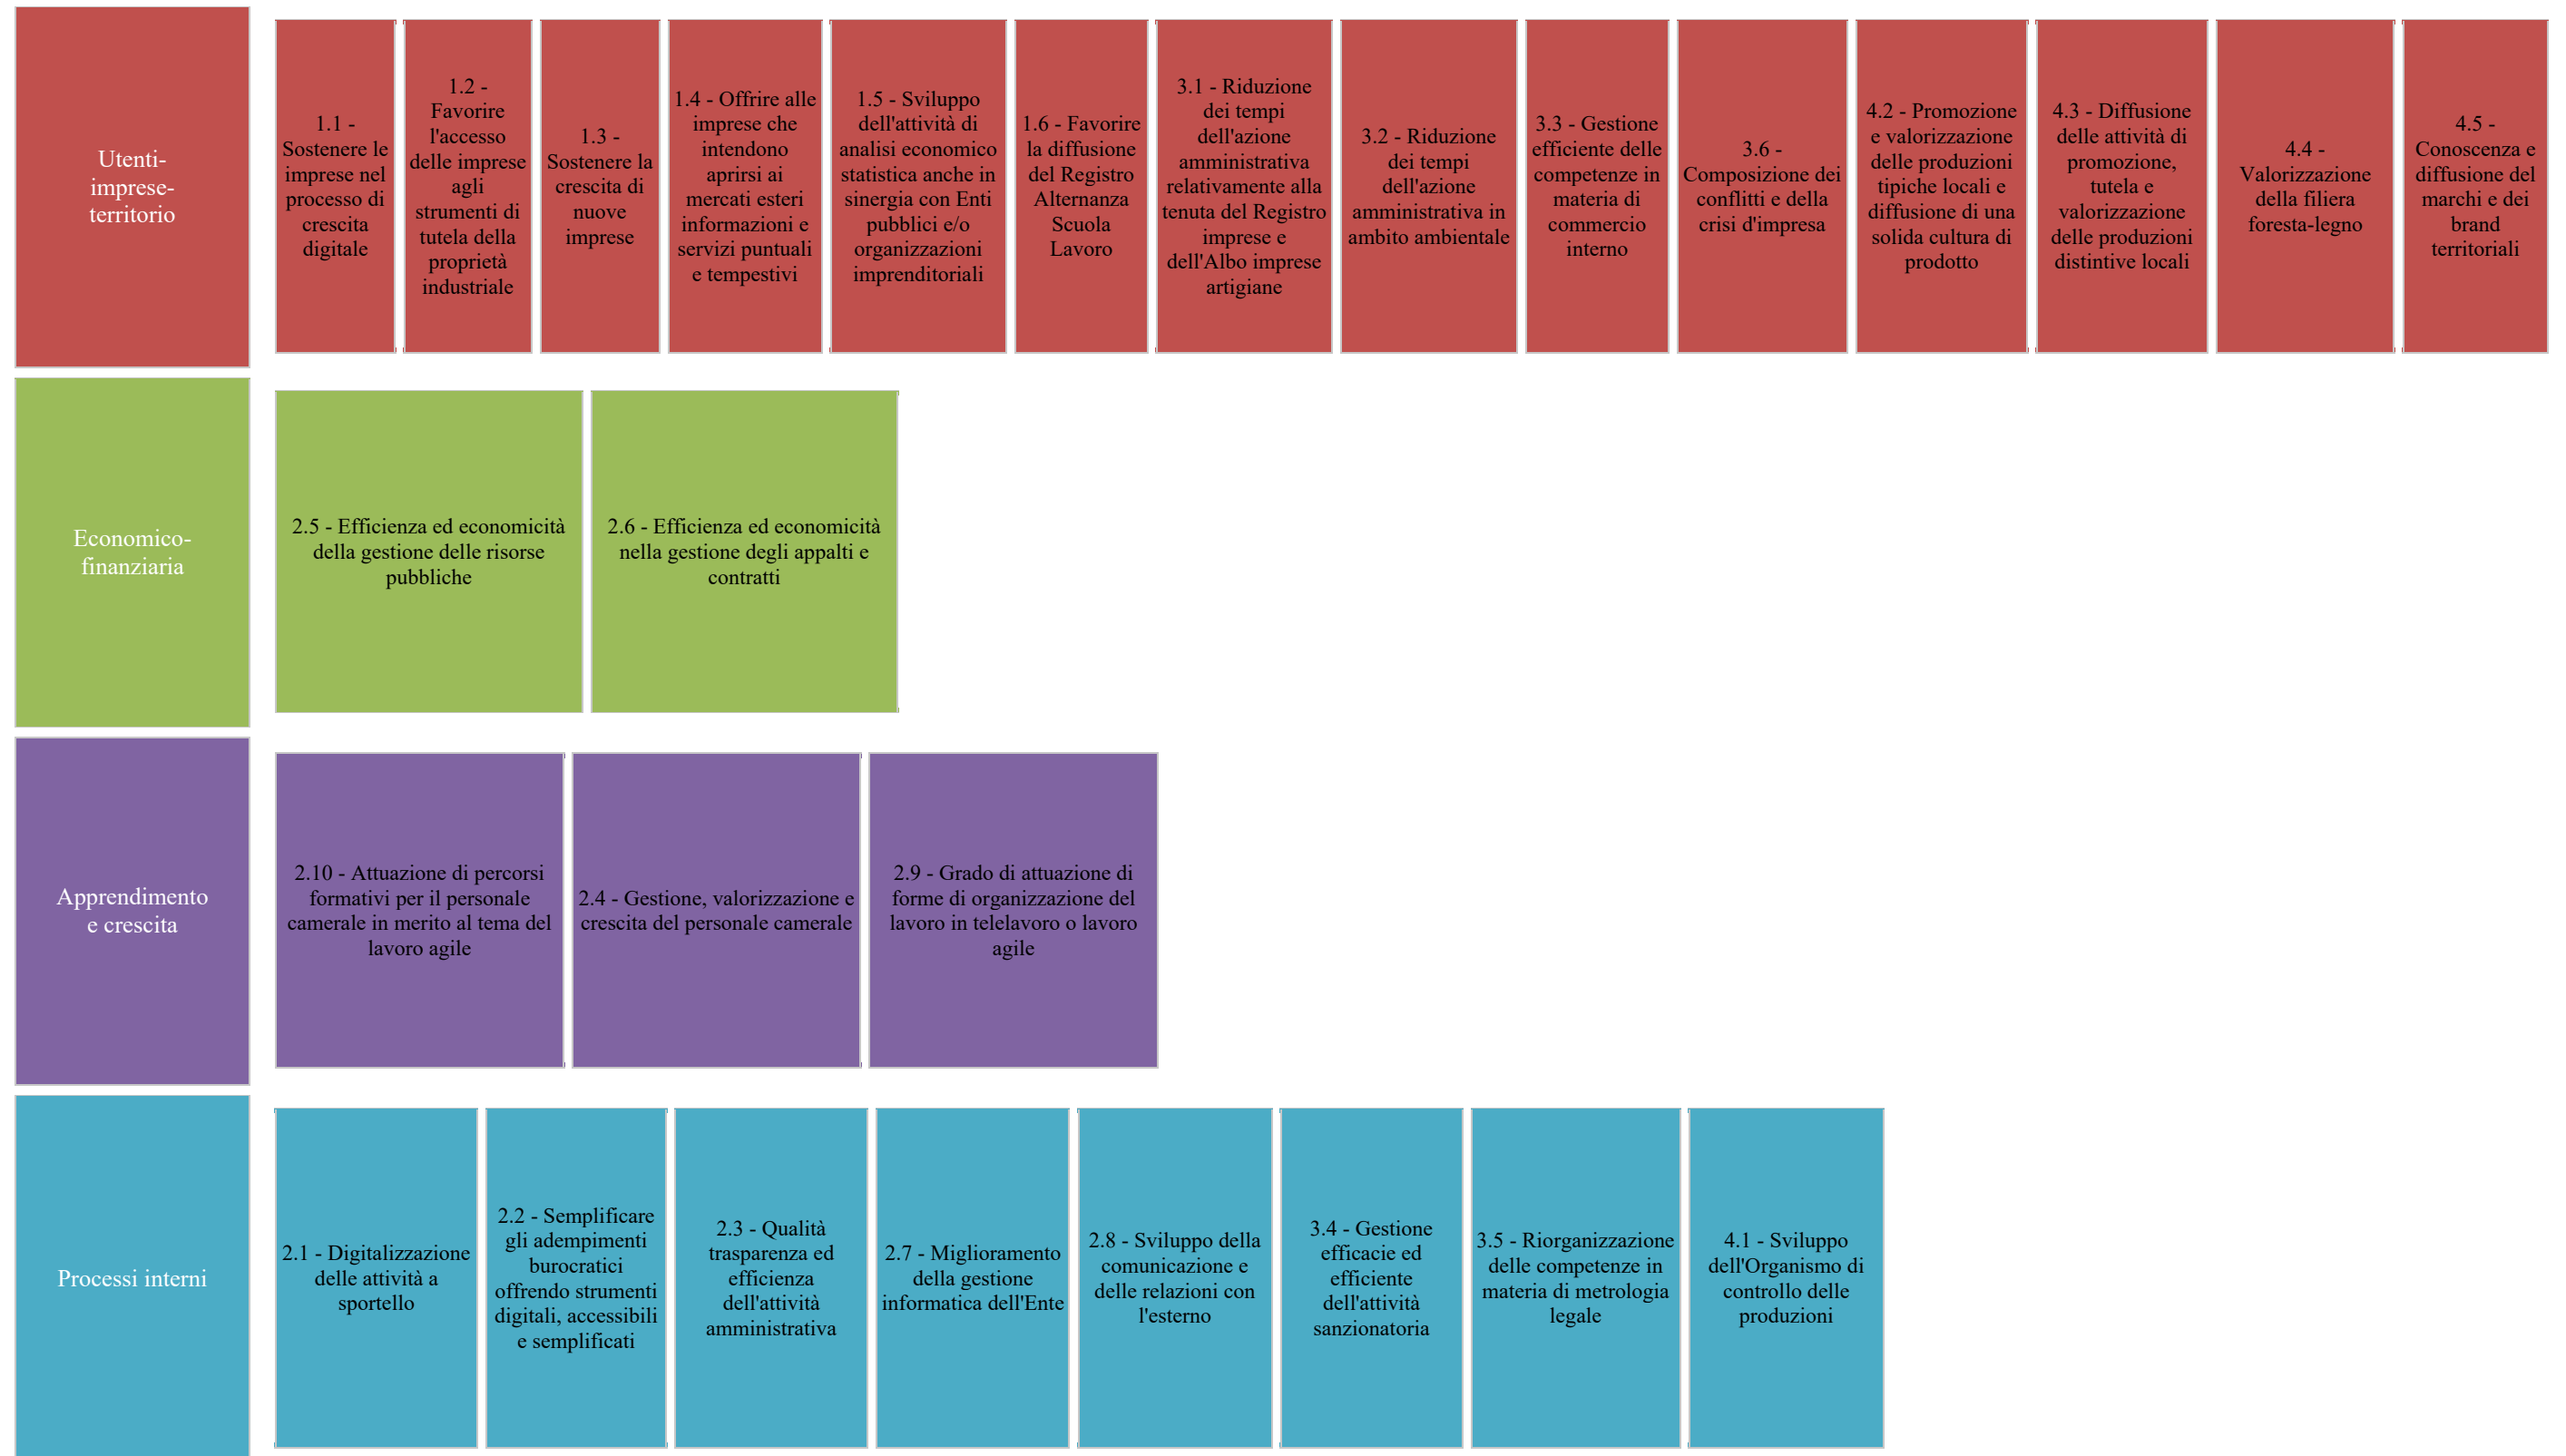 Utenti-
imprese-
territorio
1.1 -
Sostenere le
imprese nel
processo di
crescita
digitale
1.2 -
Favorire
l'accesso
delle imprese
agli
strumenti di
tutela della
proprietà
industriale
1.3 -
Sostenere la
crescita di
nuove
imprese
1.4 - Offrire alle
imprese che
intendono
aprirsi ai
mercati esteri
informazioni e
servizi puntuali
e tempestivi
1.5 - Sviluppo
dell'attività di
analisi economico
statistica anche in
sinergia con Enti
pubblici e/o
organizzazioni
imprenditoriali
1.6 - Favorire
la diffusione
del Registro
Alternanza
Scuola
Lavoro
3.1 - Riduzione
dei tempi
dell'azione
amministrativa
relativamente alla
tenuta del Registro
imprese e
dell'Albo imprese
artigiane
3.2 - Riduzione
dei tempi
dell'azione
amministrativa in
ambito ambientale
3.3 - Gestione
efficiente delle
competenze in
materia di
commercio
interno
3.6 -
Composizione dei
conflitti e della
crisi d'impresa
4.2 - Promozione
e valorizzazione
delle produzioni
tipiche locali e
diffusione di una
solida cultura di
prodotto
4.3 - Diffusione
delle attività di
promozione,
tutela e
valorizzazione
delle produzioni
distintive locali
4.4 -
Valorizzazione
della filiera
foresta-legno
4.5 -
Conoscenza e
diffusione del
marchi e dei
brand
territoriali
Economico-
finanziaria
2.5 - Efficienza ed economicità
della gestione delle risorse
pubbliche
2.6 - Efficienza ed economicità
nella gestione degli appalti e
contratti
Apprendimento
e crescita
2.10 - Attuazione di percorsi
formativi per il personale
camerale in merito al tema del
lavoro agile
2.4 - Gestione, valorizzazione e
crescita del personale camerale
2.9 - Grado di attuazione di
forme di organizzazione del
lavoro in telelavoro o lavoro
agile
Processi interni
2.1 - Digitalizzazione
delle attività a
sportello
2.2 - Semplificare
gli adempimenti
burocratici
offrendo strumenti
digitali, accessibili
e semplificati
2.3 - Qualità
trasparenza ed
efficienza
dell'attività
amministrativa
2.7 - Miglioramento
della gestione
informatica dell'Ente
2.8 - Sviluppo della
comunicazione e
delle relazioni con
l'esterno
3.4 - Gestione
efficacie ed
efficiente
dell'attività
sanzionatoria
3.5 - Riorganizzazione
delle competenze in
materia di metrologia
legale
4.1 - Sviluppo
dell'Organismo di
controllo delle
produzioni